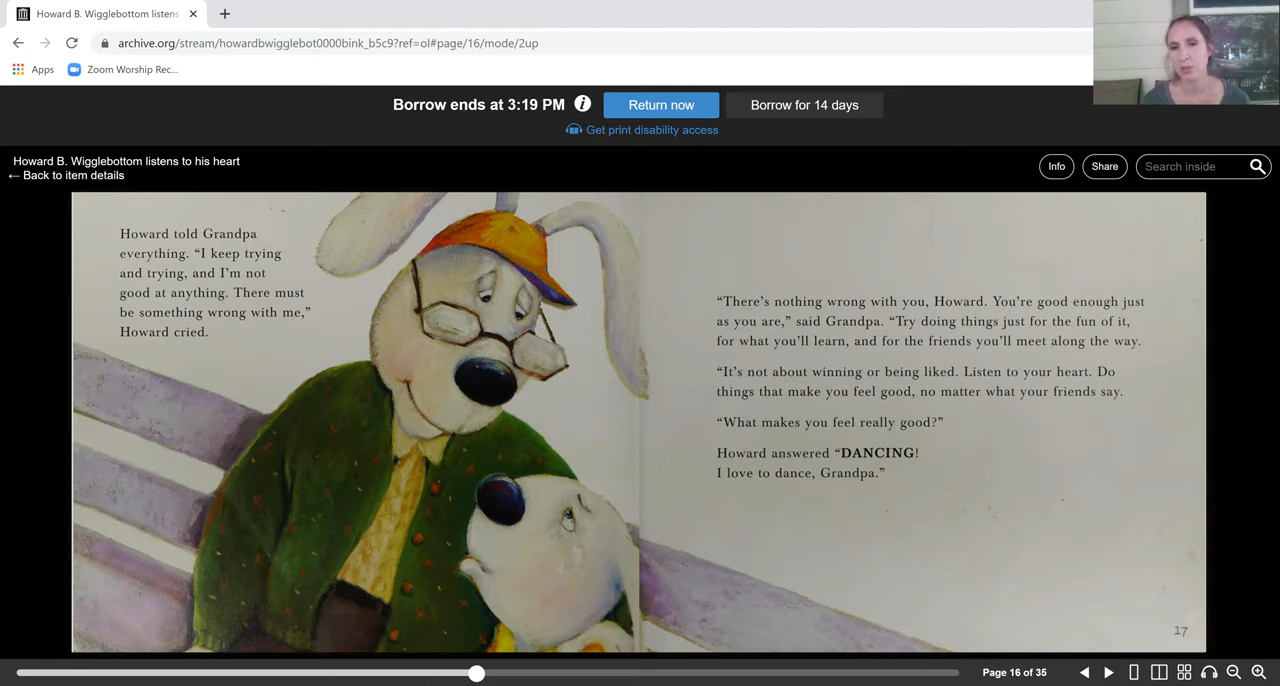 Howard B. Wigglebottom listens
archive.org/stream/howardbwigglebot0000bink_b5c9?ref=ol#page/16/mode/2up
Apps
Zoom Worship Rec...
Borrow ends at 3:19 PM
Return now
Borrow for 14 days
Get print disability access
Howard B. Wigglebottom listens to his heart
← Back to item details
Info
Share
Search inside
Howard told Grandpa
everything. “I keep trying
and trying, and I’m not
good at anything. There must
be something wrong with me,”
Howard cried.
“There’s nothing wrong with you, Howard. You’re good enough just
as you are,” said Grandpa. “Try doing things just for the fun of it,
for what you’ll learn, and for the friends you’ll meet along the way.
“It’s not about winning or being liked. Listen to your heart. Do
things that make you feel good, no matter what your friends say.
“What makes you feel really good?”
Howard answered “DANCING!
I love to dance, Grandpa.”
17
Page 16 of 35